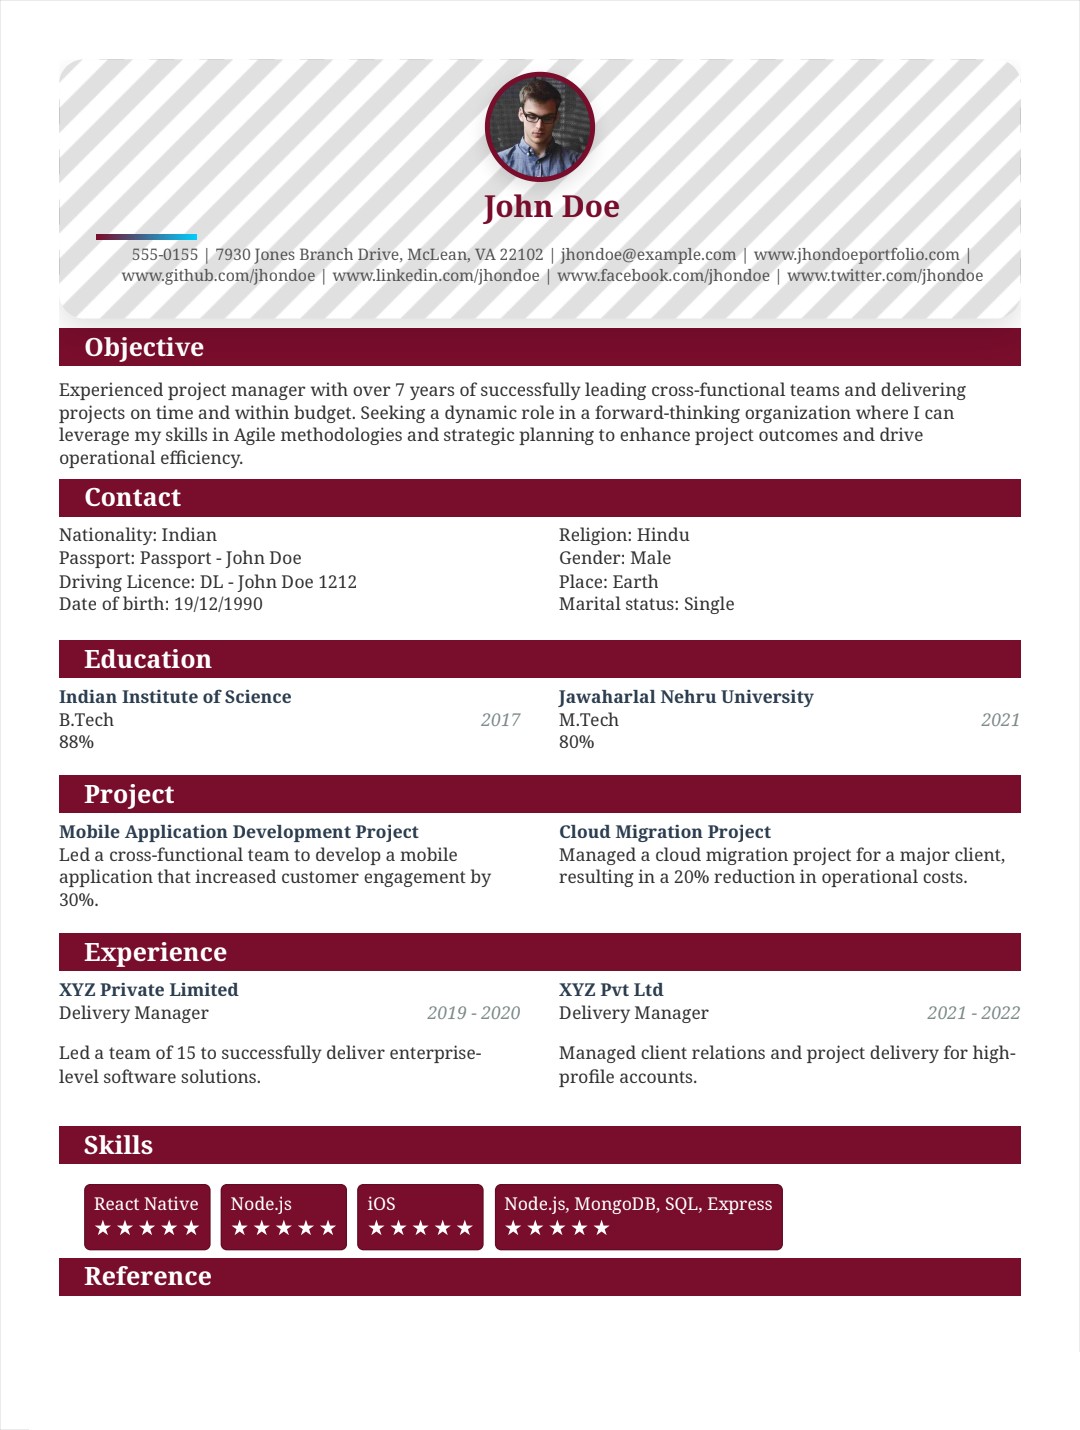 John Doe
555-0155 | 7930 Jones Branch Drive, McLean, VA 22102 | jhondoe@example.com | www.jhondoeportfolio.com |
www.github.com/jhondoe | www.linkedin.com/jhondoe | www.facebook.com/jhondoe | www.twitter.com/jhondoe
Objective
Experienced project manager with over 7 years of successfully leading cross-functional teams and delivering
projects on time and within budget. Seeking a dynamic role in a forward-thinking organization where I can
leverage my skills in Agile methodologies and strategic planning to enhance project outcomes and drive
operational efficiency.
Contact
Nationality: Indian
Passport: Passport - John Doe
Driving Licence: DL - John Doe 1212
Date of birth: 19/12/1990
Religion: Hindu
Gender: Male
Place: Earth
Marital status: Single
Education
Indian Institute of Science
B.Tech 2017
88%
Jawaharlal Nehru University
M.Tech 2021
80%
Project
Mobile Application Development Project
Led a cross-functional team to develop a mobile
application that increased customer engagement by
30%.
Cloud Migration Project
Managed a cloud migration project for a major client,
resulting in a 20% reduction in operational costs.
Experience
XYZ Private Limited
Delivery Manager 2019 - 2020
Led a team of 15 to successfully deliver enterprise-
level software solutions.
XYZ Pvt Ltd
Delivery Manager 2021 - 2022
Managed client relations and project delivery for high-
profile accounts.
Skills
React Native
★★★★★
Node.js
★★★★★
iOS
★★★★★
Node.js, MongoDB, SQL, Express
★★★★★
Reference